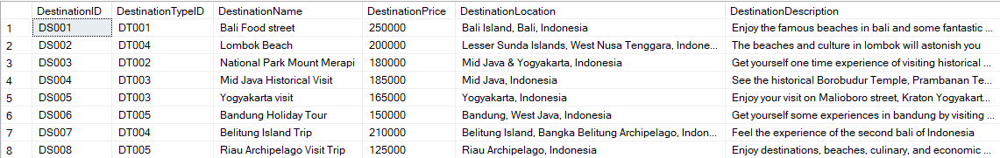 DestinationID DestinationTypeID DestinationName DestinationPrice DestinationLocation DestinationDescription
1 DS001 DT001 Bali Food street 250000 Bali Island, Bali, Indonesia Enjoy the famous beaches in bali and some fantastic ...
2 DS002 DT004 Lombok Beach 200000 Lesser Sunda Islands, West Nusa Tenggara, Indone... The beaches and culture in lombok will astonish you
3 DS003 DT002 National Park Mount Merapi 180000 Mid Java & Yogyakarta, Indonesia Get yourself one time experience of visiting historical ...
4 DS004 DT003 Mid Java Historical Visit 185000 Mid Java, Indonesia See the historical Borobudur Temple, Prambanan Te...
5 DS005 DT003 Yogyakarta visit 165000 Yogyakarta, Indonesia Enjoy your visit on Malioboro street, Kraton Yogyakart...
6 DS006 DT005 Bandung Holiday Tour 150000 Bandung, West Java, Indonesia Get yourself some experiences in bandung by visiting ...
7 DS007 DT004 Belitung Island Trip 210000 Belitung Island, Bangka Belitung Archipelago, Indon... Feel the experience of the second bali of Indonesia
8 DS008 DT005 Riau Archipelago Visit Trip 125000 Riau Archipelago, Indonesia Enjoy destinations, beaches, culinary, and economic ...